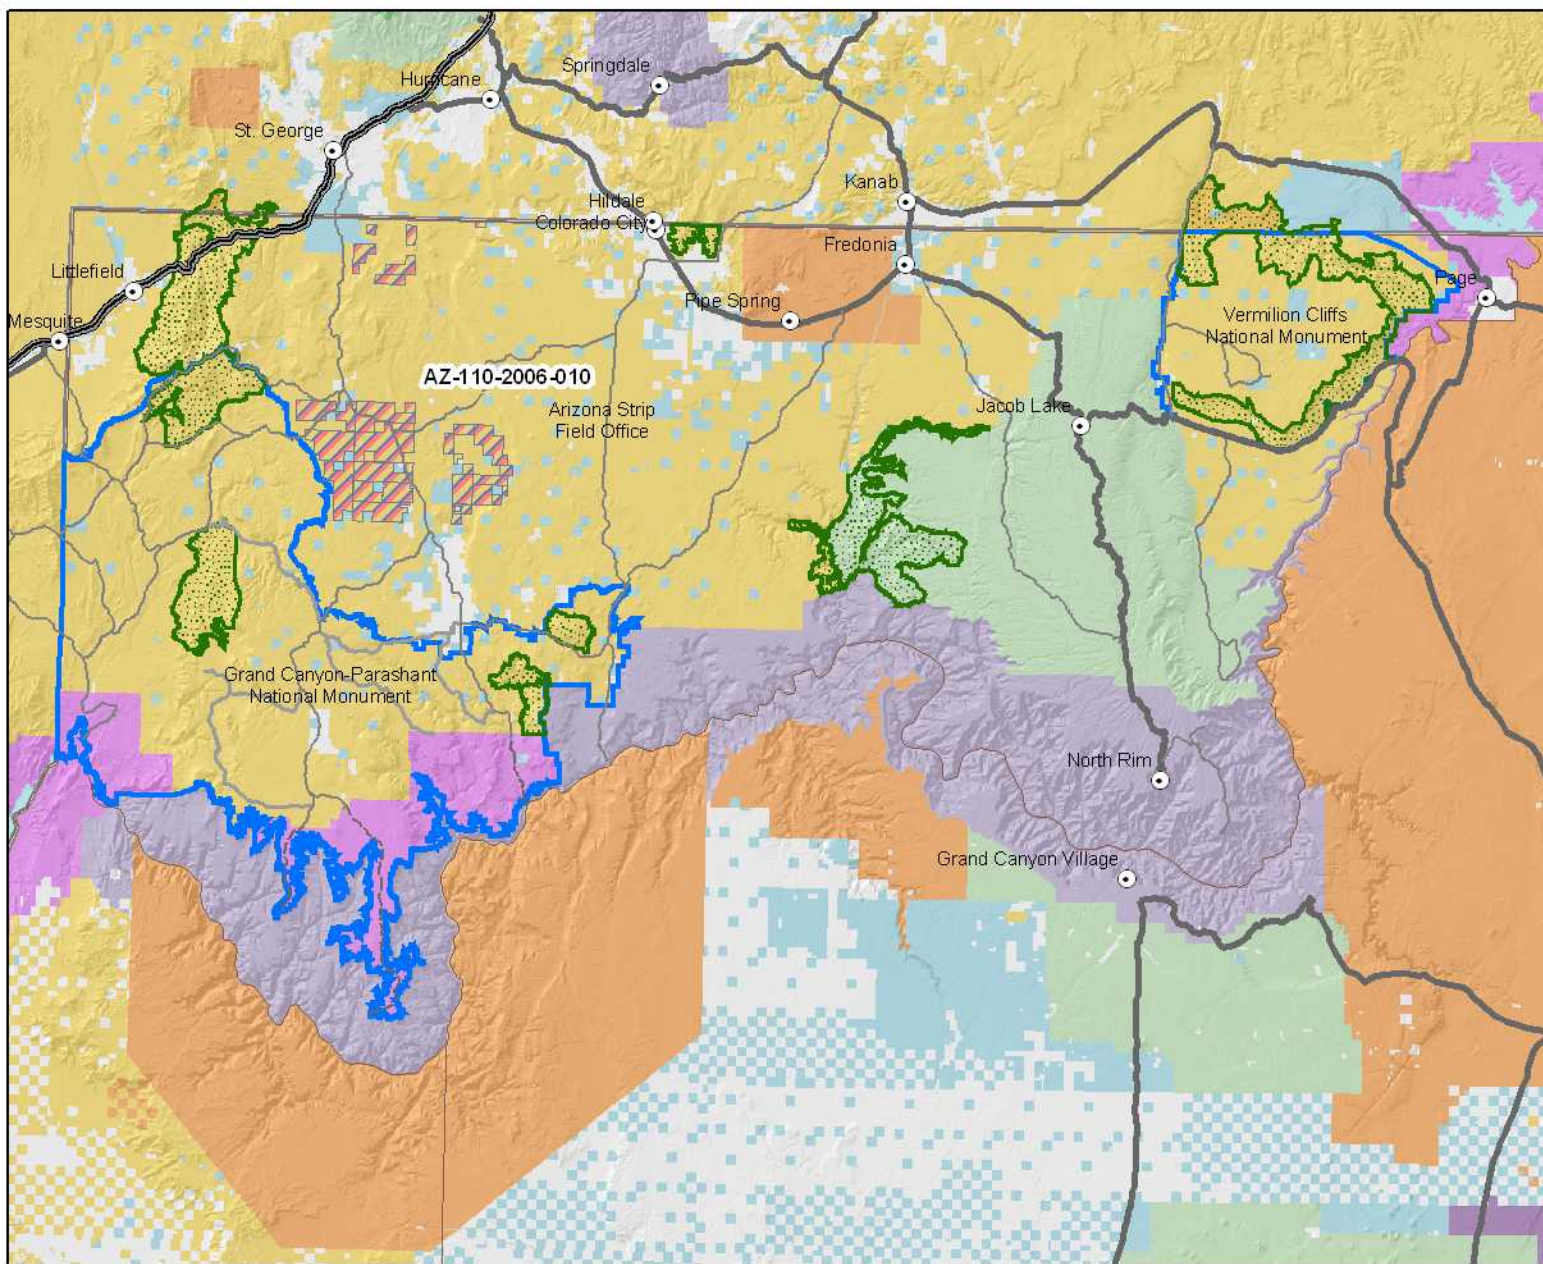 Springdale
Hurricane
St. George
Kanab
Hildale
Colorado City
Fredonia
Littlefield
Page
Pipe Spring
Mesquite
Vermilion Cliffs
National Monument
AZ-110-2006-010
Arizona Strip
Field Office
Jacob Lake
Grand Canyon-Parashant
National Monument
North Rim
Grand Canyon Village